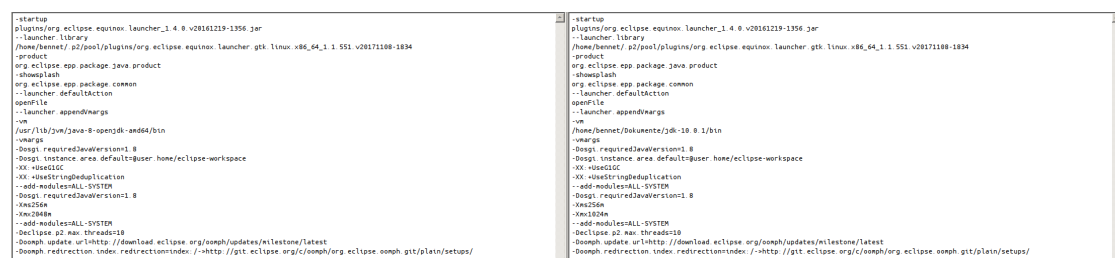 -startup
plugins/org.eclipse.equinox.launcher_1.4.0.v20161219-1356.jar
--launcher.library
/home/bennet/.p2/pool/plugins/org.eclipse.equinox.launcher.gtk.linux.x86_64_1.1.551.v20171108-1834
-product
org.eclipse.epp.package.java.product
-showsplash
org.eclipse.epp.package.common
--launcher.defaultAction
openFile
--launcher.appendVmargs
-vm
/usr/lib/jvm/java-8-openjdk-amd64/bin
-vmargs
-Dosgi.requiredJavaVersion=1.8
-Dosgi.instance.area.default=@user.home/eclipse-workspace
-XX:+UseG1GC
-XX:+UseStringDeduplication
--add-modules=ALL-SYSTEM
-Dosgi.requiredJavaVersion=1.8
-Xms256m
-Xmx2048m
--add-modules=ALL-SYSTEM
-Declipse.p2.max.threads=10
-Doomph.update.url=http://download.eclipse.org/oomph/updates/milestone/latest
-Doomph.redirection.index.redirection=index:/->http://git.eclipse.org/c/oomph/org.eclipse.oomph.git/plain/setups/
-startup
plugins/org.eclipse.equinox.launcher_1.4.0.v20161219-1356.jar
--launcher.library
/home/bennet/.p2/pool/plugins/org.eclipse.equinox.launcher.gtk.linux.x86_64_1.1.551.v20171108-1834
-product
org.eclipse.epp.package.java.product
-showsplash
org.eclipse.epp.package.common
--launcher.defaultAction
openFile
--launcher.appendVmargs
-vm
/home/bennet/Dokumente/jdk-10.0.1/bin
-vmargs
-Dosgi.requiredJavaVersion=1.8
-Dosgi.instance.area.default=@user.home/eclipse-workspace
-XX:+UseG1GC
-XX:+UseStringDeduplication
--add-modules=ALL-SYSTEM
-Dosgi.requiredJavaVersion=1.8
-Xms256m
-Xmx1024m
--add-modules=ALL-SYSTEM
-Declipse.p2.max.threads=10
-Doomph.update.url=http://download.eclipse.org/oomph/updates/milestone/latest
-Doomph.redirection.index.redirection=index:/->http://git.eclipse.org/c/oomph/org.eclipse.oomph.git/plain/setups/